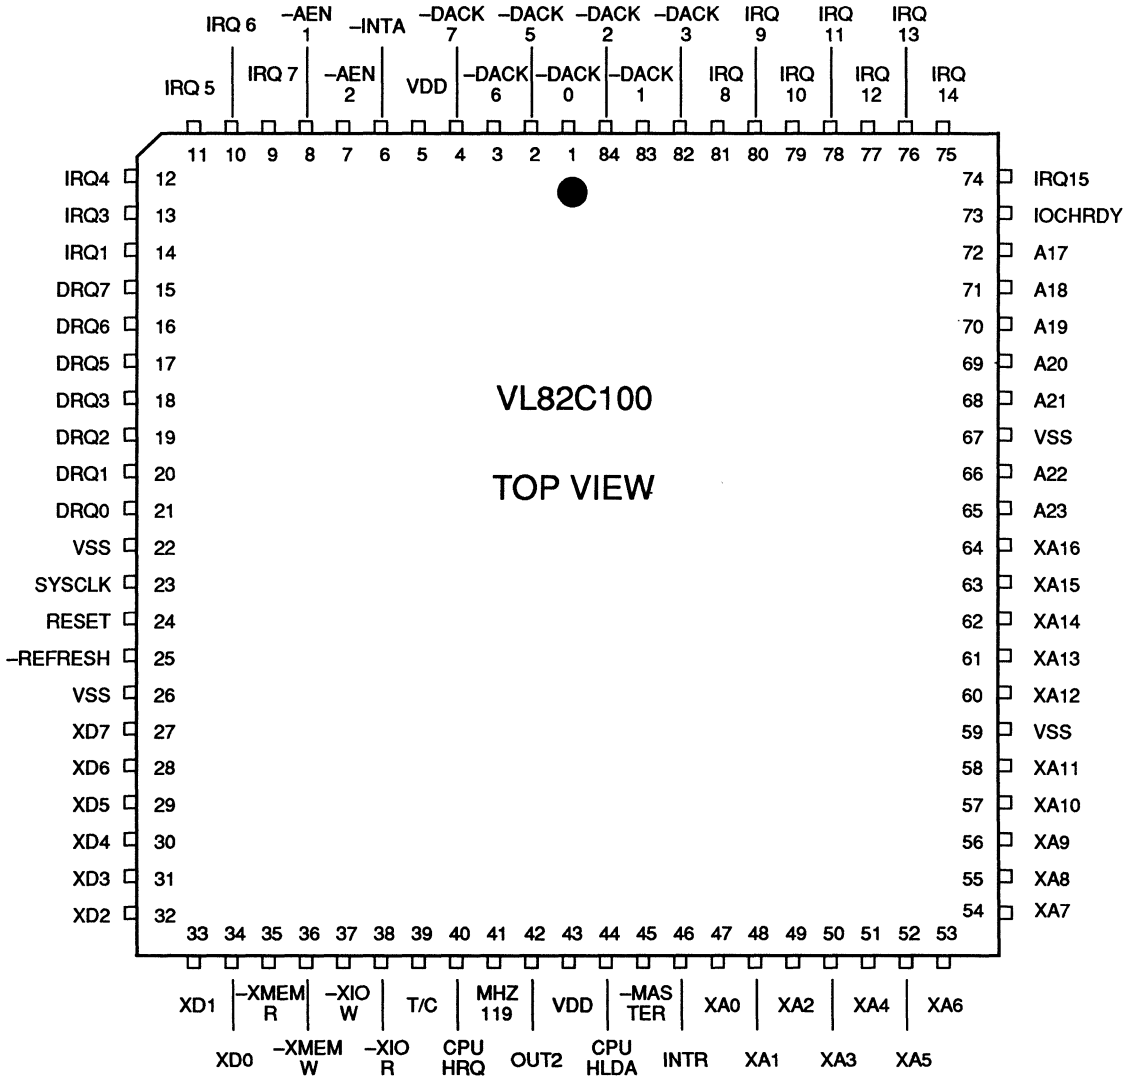 IRQ 6 –AEN 1 –INTA –DACK 7 –DACK 5 –DACK 2 –DACK 3 IRQ 9 IRQ 11 IRQ 13
IRQ 5 IRQ 7 –AEN 2 VDD –DACK 6 –DACK 0 –DACK 1 IRQ 8 IRQ 10 IRQ 12 IRQ 14
11 10 9 8 7 6 5 4 3 2 1 84 83 82 81 80 79 78 77 76 75
IRQ4 12 74 IRQ15
IRQ3 13 73 IOCHRDY
IRQ1 14 72 A17
DRQ7 15 71 A18
DRQ6 16 70 A19
DRQ5 17 69 A20
DRQ3 18 VL82C100 68 A21
DRQ2 19 67 VSS
DRQ1 20 66 A22
TOP VIEW
DRQ0 21 65 A23
VSS 22 64 XA16
SYSCLK 23 63 XA15
RESET 24 62 XA14
–REFRESH 25 61 XA13
VSS 26 60 XA12
XD7 27 59 VSS
XD6 28 58 XA11
XD5 29 57 XA10
XD4 30 56 XA9
XD3 31 55 XA8
XD2 32 54 XA7
33 34 35 36 37 38 39 40 41 42 43 44 45 46 47 48 49 50 51 52 53
XD1 –XMEM R –XIO W T/C MHZ 119 VDD –MAS TER XA0 XA2 XA4 XA6
XD0 –XMEM W –XIO R CPU HRQ OUT2 CPU HLDA INTR XA1 XA3 XA5